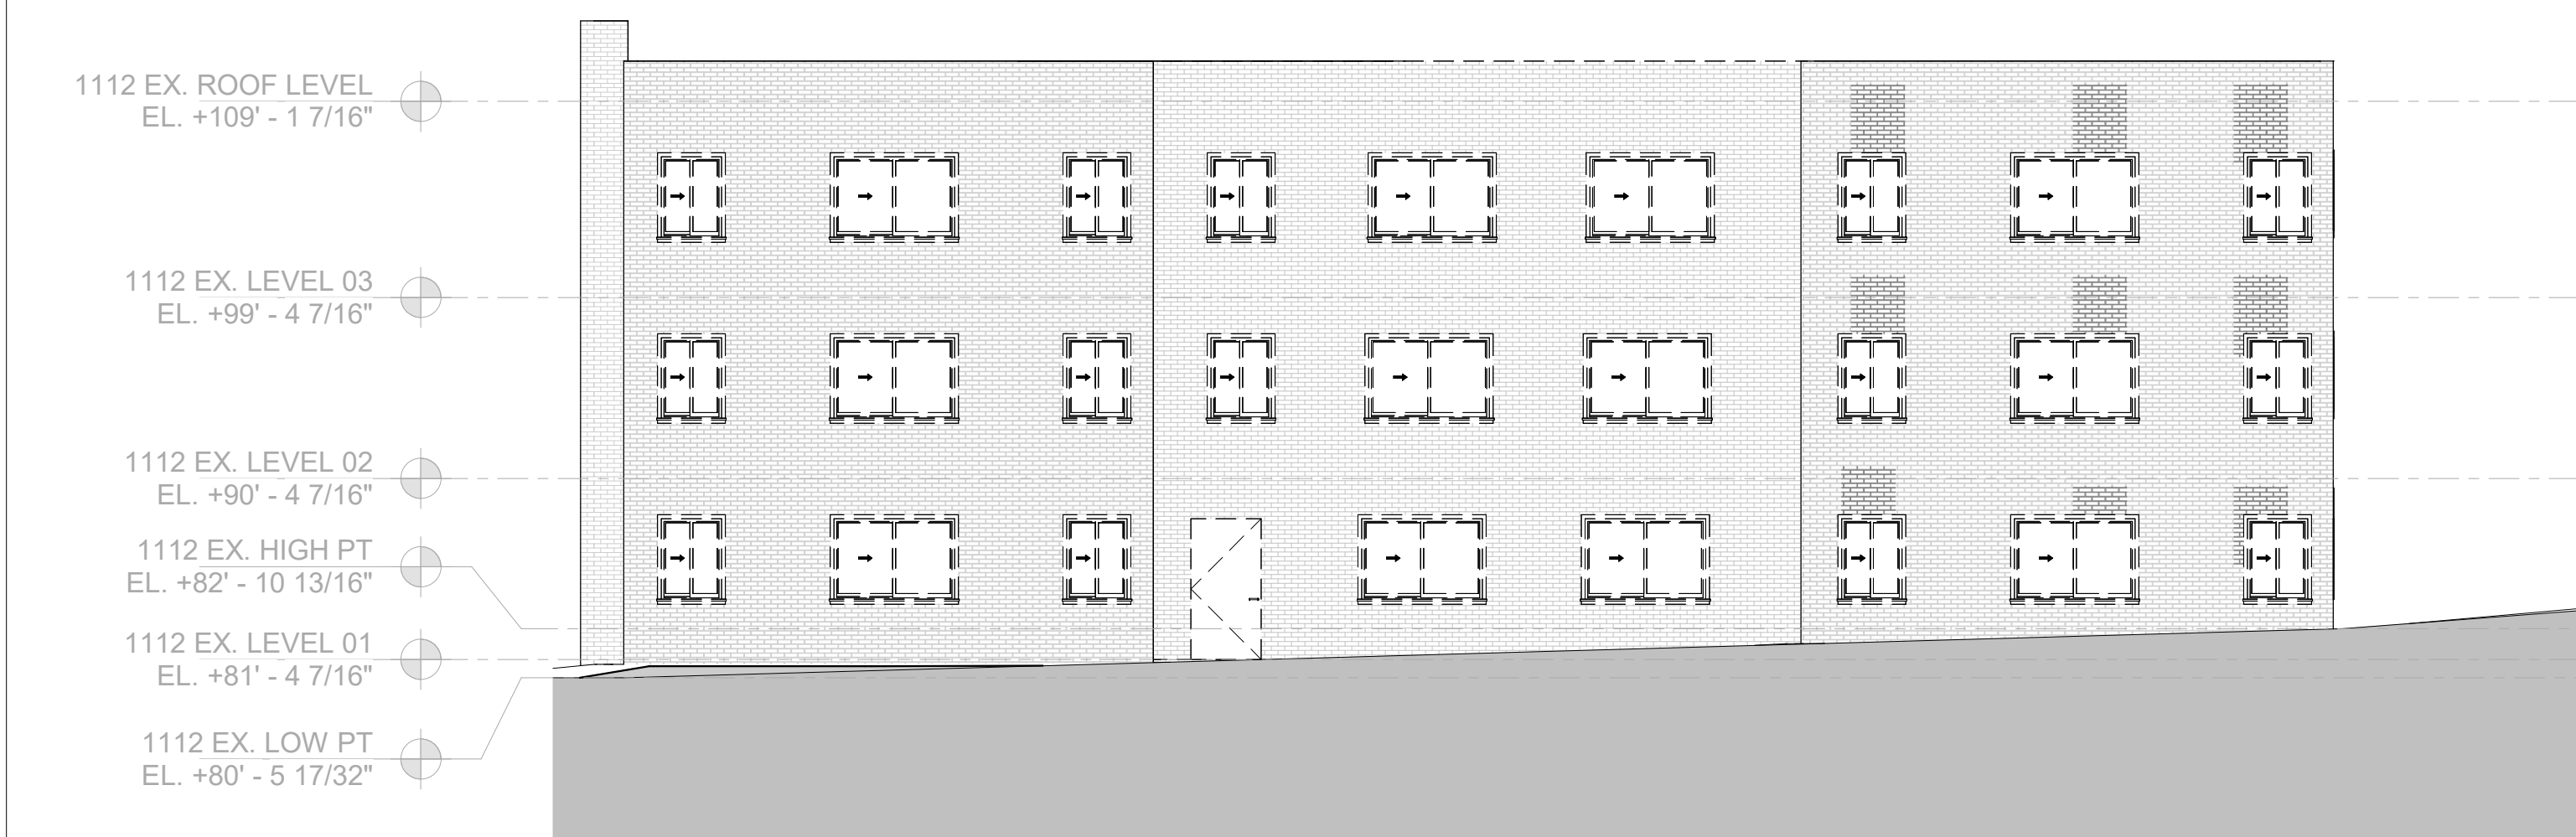 1112 EX. ROOF LEVEL
EL. +109' - 1 7/16"
1112 EX. LEVEL 03
EL. +99' - 4 7/16"
1112 EX. LEVEL 02
EL. +90' - 4 7/16"
1112 EX. HIGH PT
EL. +82' - 10 13/16"
1112 EX. LEVEL 01
EL. +81' - 4 7/16"
1112 EX. LOW PT
EL. +80' - 5 17/32"